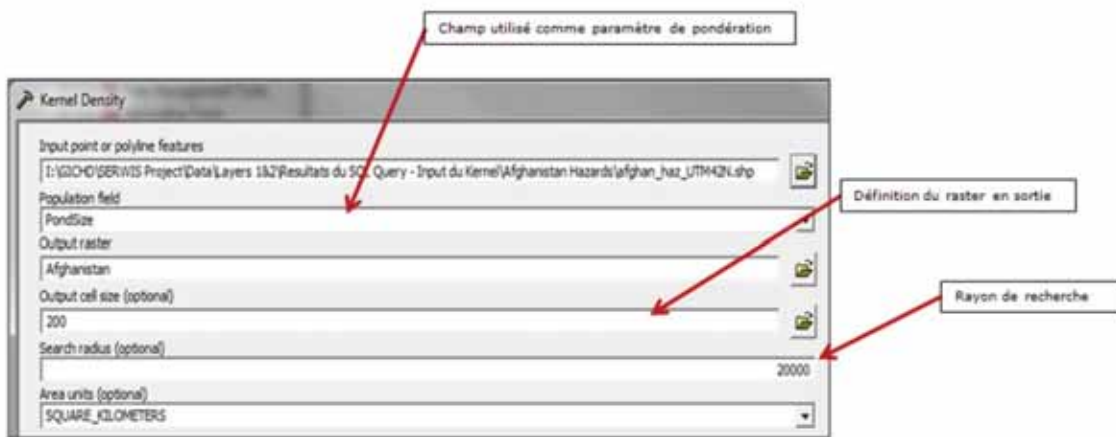 Champ utilisé comme paramètre de pondération
Kernel Density
Input point or polyline features
I:\GICHD\SERWIS Project\Data\Layers 1&2\Resultats du SQL Query - Input du Kernel\Afghanistan Hazards\afghan_haz_UTM42N.shp
Population field
PondSize
Définition du raster en sortie
Output raster
Afghanistan
Output cell size (optional)
200
Rayon de recherche
Search radius (optional)
20000
Area units (optional)
SQUARE_KILOMETERS